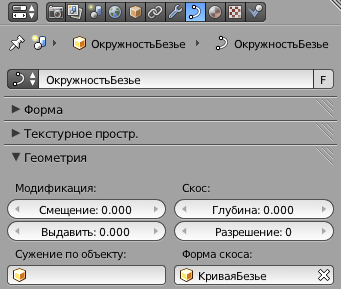 ОкружностьБезье ОкружностьБезье
ОкружностьБезье F
Форма
Текстурное простр.
Геометрия
Модификация: Скос:
Смещение: 0.000 Глубина: 0.000
Выдавить: 0.000 Разрешение: 0
Сужение по объекту: Форма скоса:
КриваяБезье